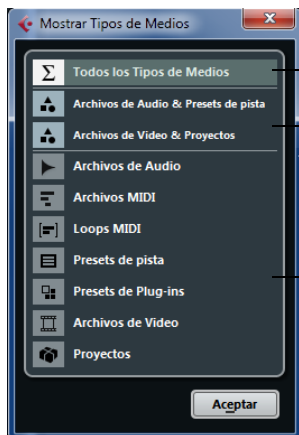 Mostrar Tipos de Medios
Todos los Tipos de Medios
Archivos de Audio & Presets de pista
Archivos de Video & Proyectos
Archivos de Audio
Archivos MIDI
Loops MIDI
Presets de pista
Presets de Plug-ins
Archivos de Video
Proyectos
Aceptar